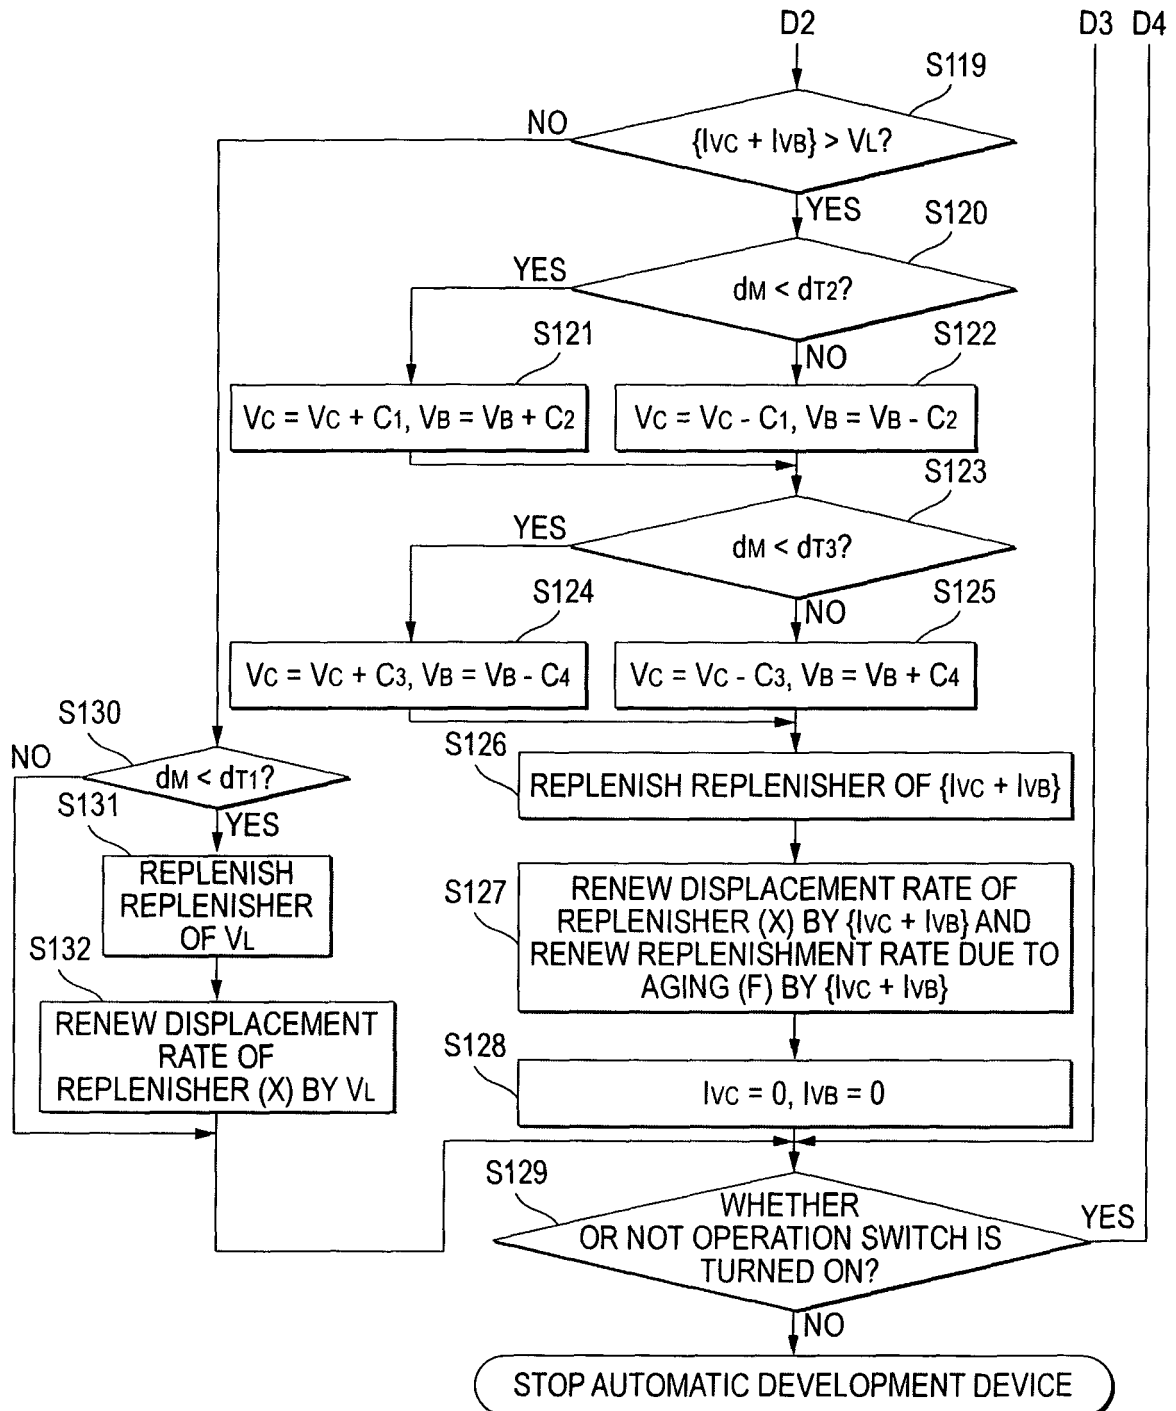 D2
D3
D4
S119
NO
{IVC + IVB} > VL?
YES
S120
YES
dM < dT2?
NO
S121
S122
VC = VC + C1, VB = VB + C2
VC = VC - C1, VB = VB - C2
S123
YES
dM < dT3?
NO
S124
S125
VC = VC + C3, VB = VB - C4
VC = VC - C3, VB = VB + C4
S130
NO
dM < dT1?
YES
S126
REPLENISH REPLENISHER OF {IVC + IVB}
S131
REPLENISH
REPLENISHER
OF VL
S127
RENEW DISPLACEMENT RATE OF
REPLENISHER (X) BY {IVC + IVB} AND
RENEW REPLENISHMENT RATE DUE TO
AGING (F) BY {IVC + IVB}
S132
RENEW DISPLACEMENT
RATE OF
REPLENISHER (X) BY VL
S128
IVC = 0, IVB = 0
S129
WHETHER
OR NOT OPERATION SWITCH IS
TURNED ON?
YES
NO
STOP AUTOMATIC DEVELOPMENT DEVICE